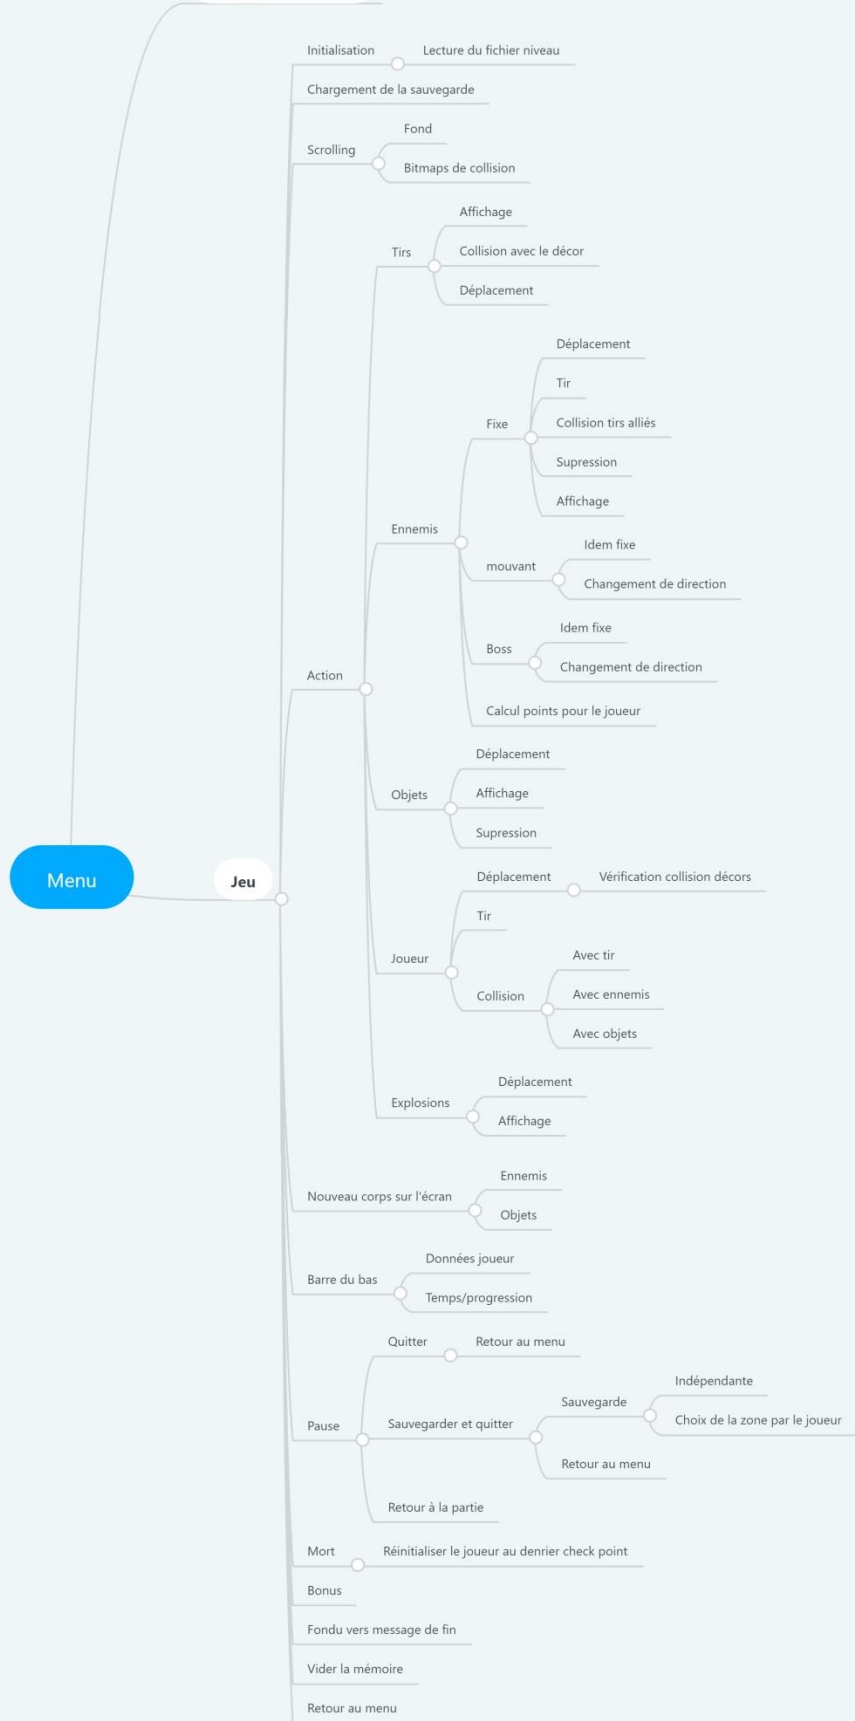 Initialisation
Lecture du fichier niveau
Chargement de la sauvegarde
Scrolling
Fond
Bitmaps de collision
Action
Tirs
Affichage
Collision avec le décor
Déplacement
Ennemis
Fixe
Déplacement
Tir
Collision tirs alliés
Supression
Affichage
mouvant
Idem fixe
Changement de direction
Boss
Idem fixe
Changement de direction
Calcul points pour le joueur
Objets
Déplacement
Affichage
Supression
Menu
Jeu
Joueur
Déplacement
Vérification collision décors
Tir
Collision
Avec tir
Avec ennemis
Avec objets
Explosions
Déplacement
Affichage
Nouveau corps sur l'écran
Ennemis
Objets
Barre du bas
Données joueur
Temps/progression
Pause
Quitter
Retour au menu
Sauvegarder et quitter
Sauvegarde
Indépendante
Choix de la zone par le joueur
Retour au menu
Retour à la partie
Mort
Réinitialiser le joueur au denrier check point
Bonus
Fondu vers message de fin
Vider la mémoire
Retour au menu